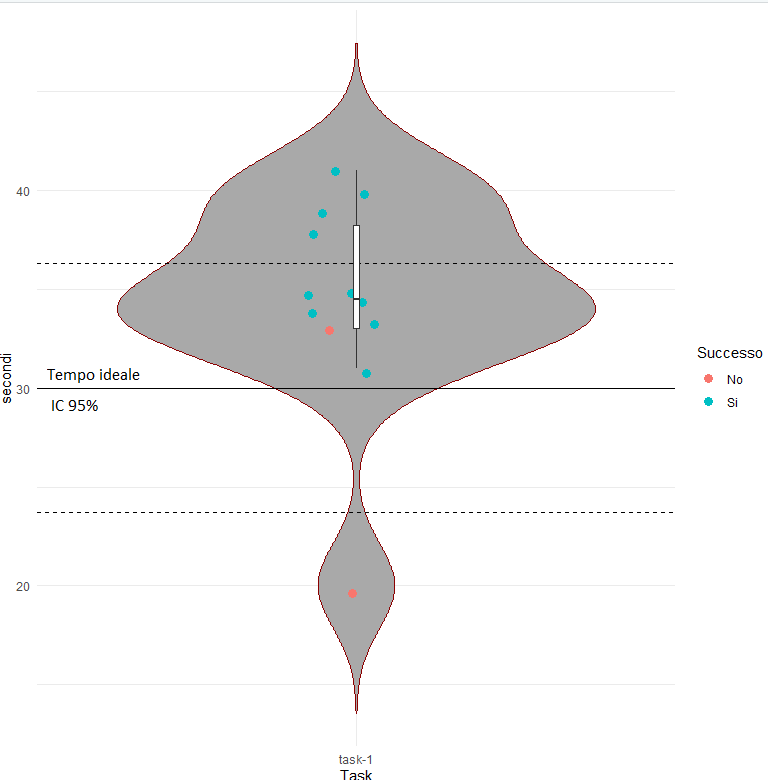 40
Tempo ideale
30
IC 95%
20
secondi
task-1
Task
Successo
No
Si